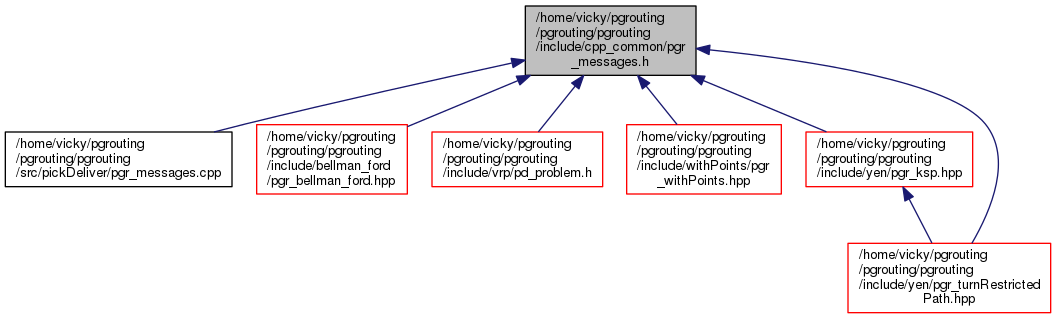 /home/vicky/pgrouting
/pgrouting/pgrouting
/include/cpp_common/pgr
_messages.h
/home/vicky/pgrouting
/pgrouting/pgrouting
/src/pickDeliver/pgr_messages.cpp
/home/vicky/pgrouting
/pgrouting/pgrouting
/include/bellman_ford
/pgr_bellman_ford.hpp
/home/vicky/pgrouting
/pgrouting/pgrouting
/include/vrp/pd_problem.h
/home/vicky/pgrouting
/pgrouting/pgrouting
/include/withPoints/pgr
_withPoints.hpp
/home/vicky/pgrouting
/pgrouting/pgrouting
/include/yen/pgr_ksp.hpp
/home/vicky/pgrouting
/pgrouting/pgrouting
/include/yen/pgr_turnRestricted
Path.hpp